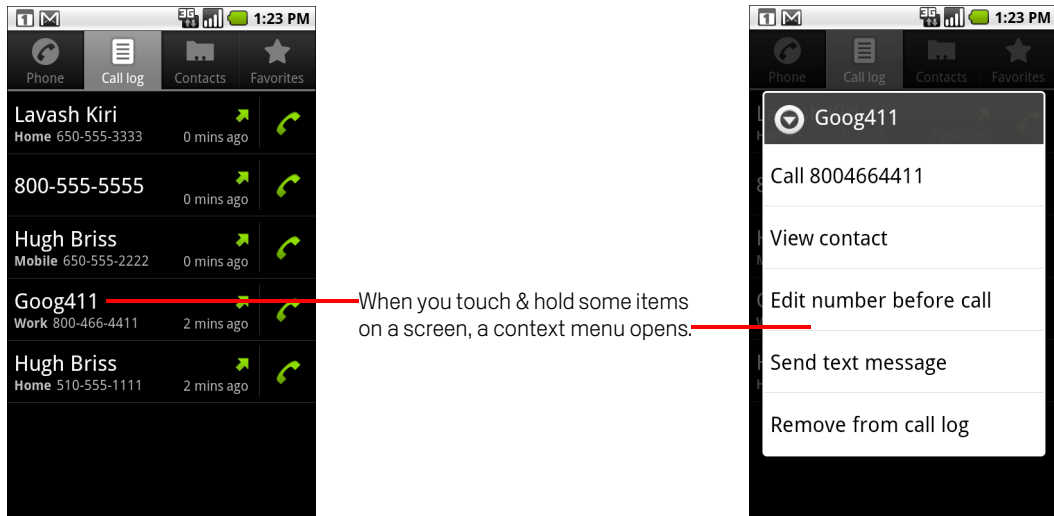 1 3G 1:23 PM
Phone Call log Contacts Favorites
Lavash Kiri
Home 650-555-3333 0 mins ago
800-555-5555
0 mins ago
Hugh Briss
Mobile 650-555-2222 0 mins ago
Goog411
Work 800-466-4411 2 mins ago
Hugh Briss
Home 510-555-1111 2 mins ago
When you touch & hold some items
on a screen, a context menu opens.
1 3G 1:23 PM
Phone Call log Contacts Favorites
Goog411
Call 8004664411
View contact
Edit number before call
Send text message
Remove from call log